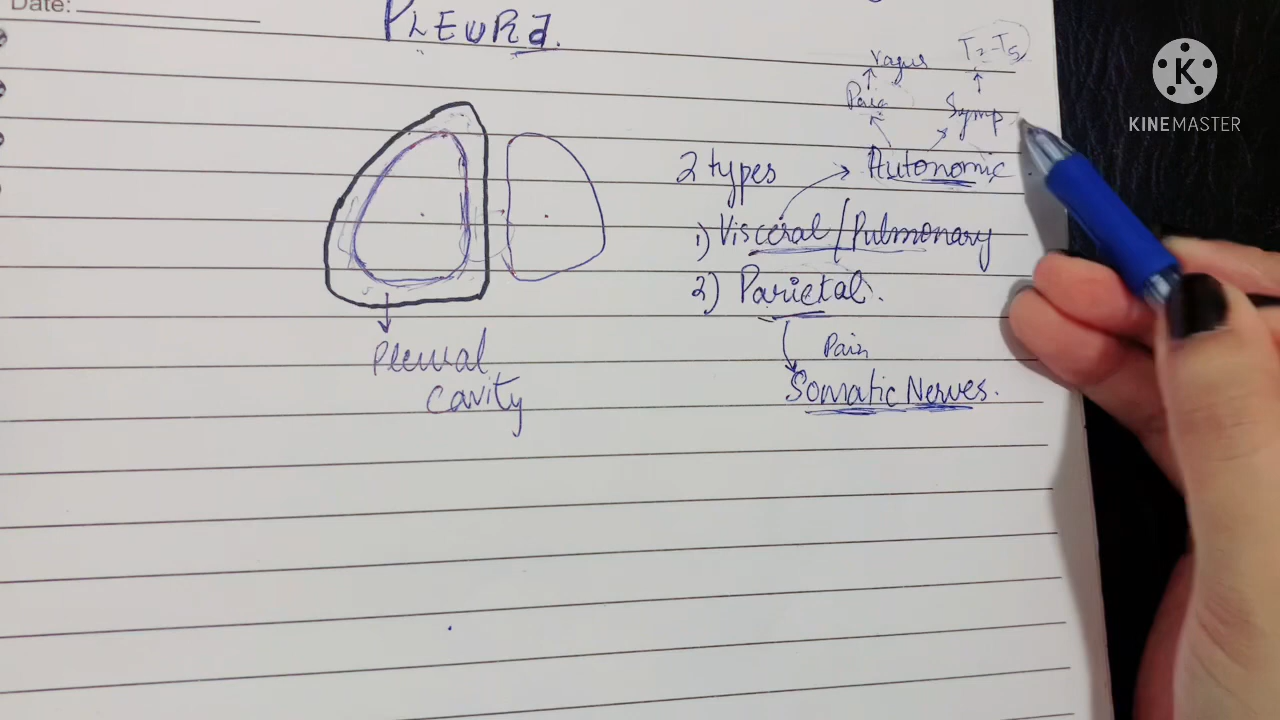 Date:
PLEURa.
vagus T2-T5
Para Symp
2 types Autonomic
1) Visceral/Pulmonary
2) Parietal.
Pain
Somatic Nerves.
Pleural
cavity
K
KINEMASTER